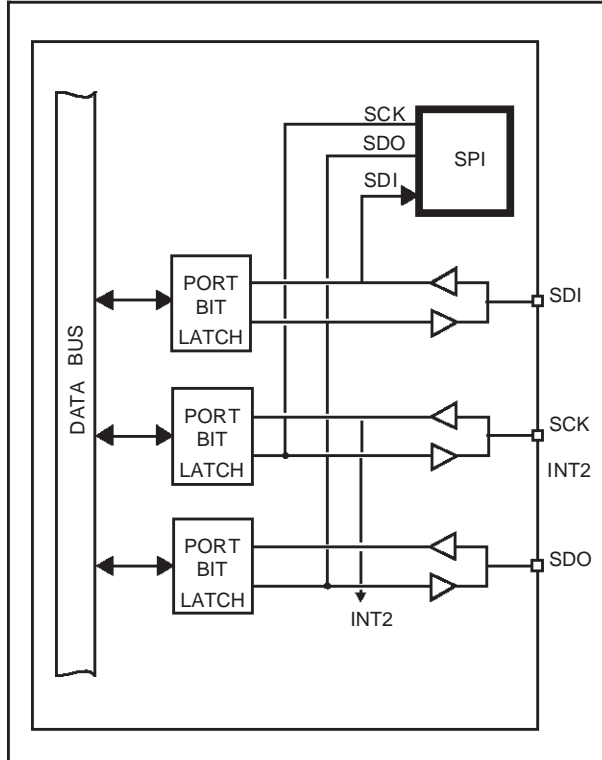 SCK
SDO
SDI
SPI
PORT
BIT
LATCH
SDI
DATA BUS
PORT
BIT
LATCH
SCK
INT2
PORT
BIT
LATCH
SDO
INT2